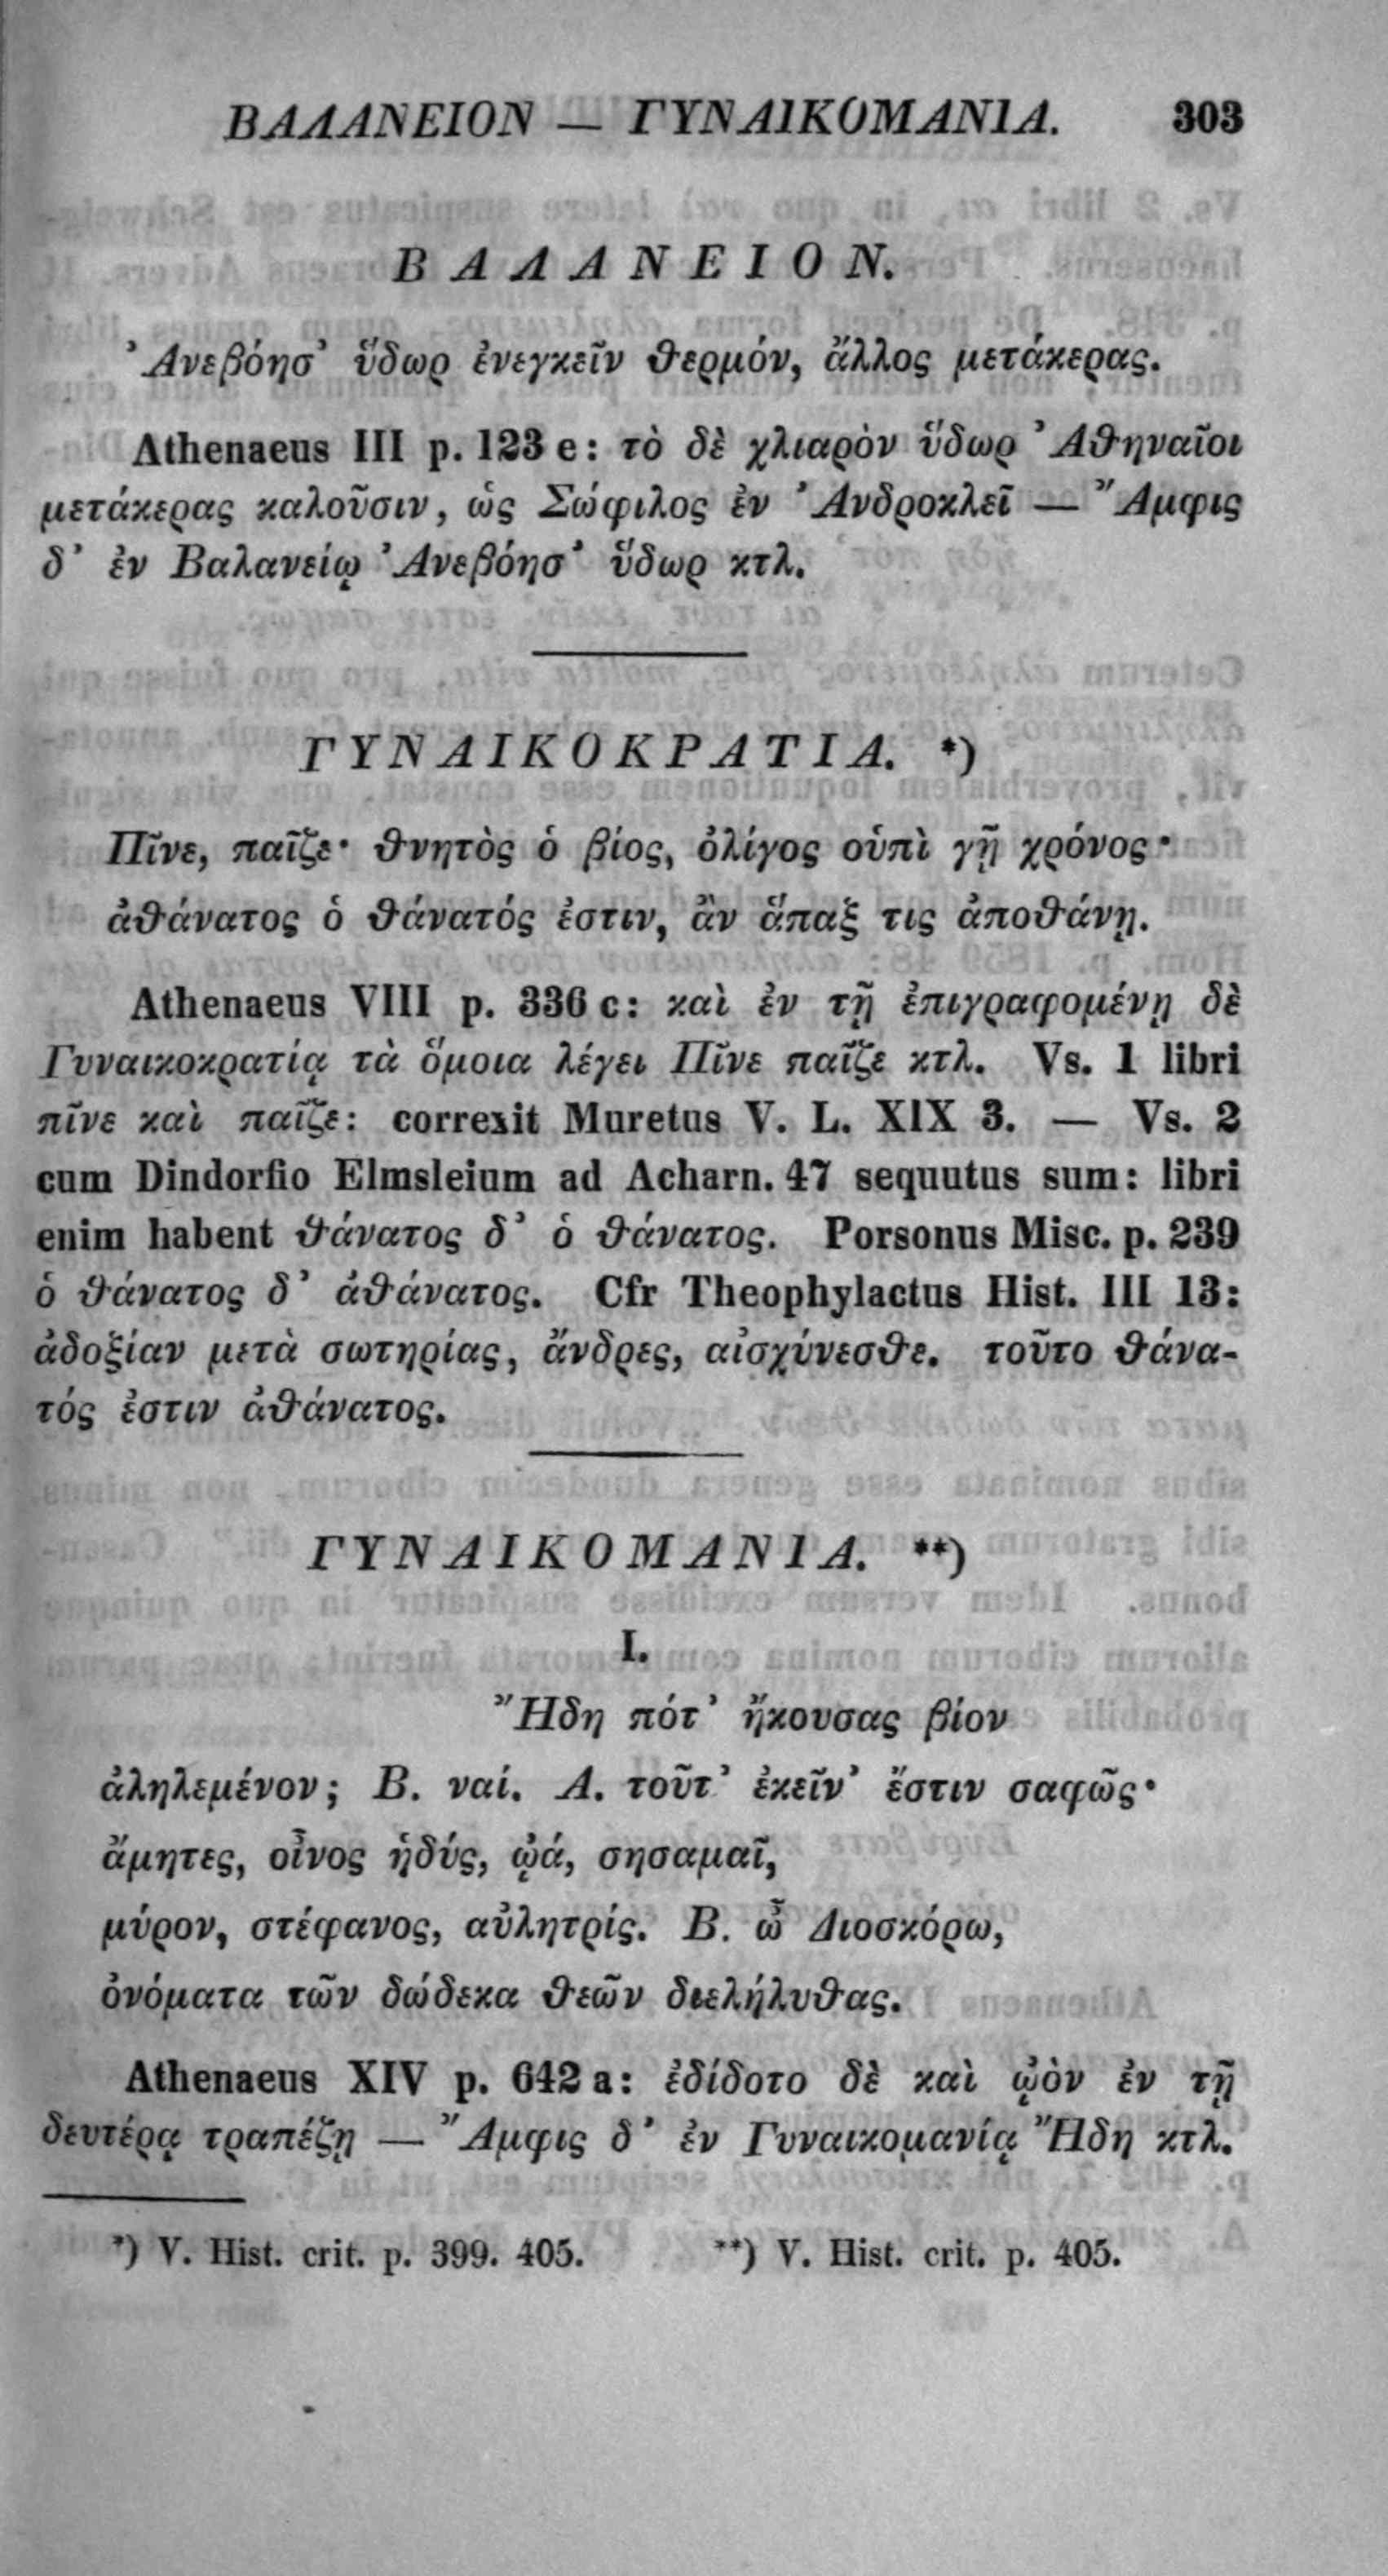 ΒΑΛΑΝΕΙΟΝ — ΓΥΝΑΙΚΟΜΑΝΙΑ. 303
ΒΑΛΑΝΕΙΟΝ.
Ἀνεβόησ’ ὕδωρ ἐνεγκεῖν θερμόν, ἄλλος μετάκερας.
Athenaeus III p. 123 e: τὸ δὲ χλιαρὸν ὕδωρ Ἀθηναῖοι
μετάκερας καλοῦσιν, ὡς Σώφιλος ἐν Ἀνδροκλεῖ — Ἄμφις
δ’ ἐν Βαλανείῳ Ἀνεβόησ’ ὕδωρ κτλ.
ΓΥΝΑΙΚΟΚΡΑΤΙΑ. *)
Πῖνε, παῖζε· θνητὸς ὁ βίος, ὀλίγος οὑπὶ γῇ χρόνος·
ἀθάνατος ὁ θάνατός ἐστιν, ἂν ἅπαξ τις ἀποθάνῃ.
Athenaeus VIII p. 336 c: καὶ ἐν τῇ ἐπιγραφομένῃ δὲ
Γυναικοκρατίᾳ τὰ ὅμοια λέγει Πῖνε παῖζε κτλ. Vs. 1 libri
πῖνε καὶ παῖζε: correxit Muretus V. L. XIX 3. — Vs. 2
cum Dindorfio Elmsleium ad Acharn. 47 sequutus sum: libri
enim habent θάνατος δ’ ὁ θάνατος. Porsonus Misc. p. 239
ὁ θάνατος δ’ ἀθάνατος. Cfr Theophylactus Hist. III 13:
ἀδοξίαν μετὰ σωτηρίας, ἄνδρες, αἰσχύνεσθε. τοῦτο θάνα-
τός ἐστιν ἀθάνατος.
ΓΥΝΑΙΚΟΜΑΝΙΑ. **)
I.
Ἤδη πότ’ ἤκουσας βίον
ἀληλεμένον; Β. ναί. Α. τοῦτ’ ἐκεῖν’ ἔστιν σαφῶς·
ἄμητες, οἶνος ἡδύς, ᾠά, σησαμαῖ,
μύρον, στέφανος, αὐλητρίς. Β. ὦ Διοσκόρω,
ὀνόματα τῶν δώδεκα θεῶν διελήλυθας.
Athenaeus XIV p. 642 a: ἐδίδοτο δὲ καὶ ᾠὸν ἐν τῇ
δευτέρᾳ τραπέζῃ — Ἄμφις δ’ ἐν Γυναικομανίᾳ Ἤδη κτλ.
*) V. Hist. crit. p. 399. 405. **) V. Hist. crit. p. 405.